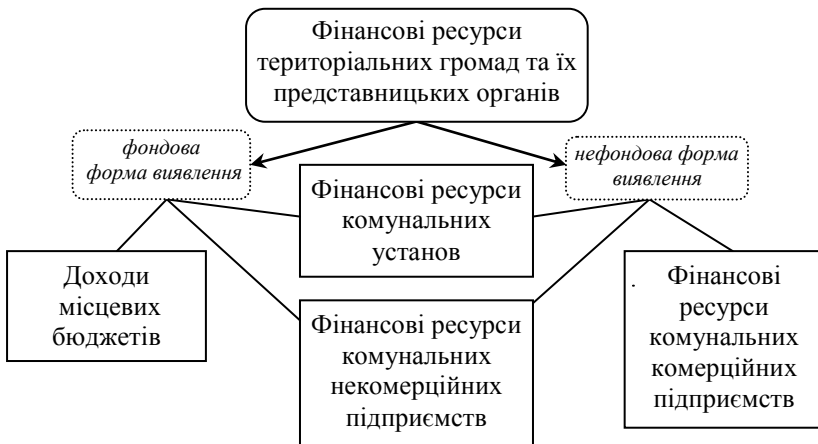 Фінансові ресурси
територіальних громад та їх
представницьких органів
фондова
форма виявлення
нефондова форма
виявлення
Фінансові ресурси
комунальних
установ
Доходи
місцевих
бюджетів
Фінансові ресурси
комунальних
некомерційних
підприємств
Фінансові
ресурси
комунальних
комерційних
підприємств